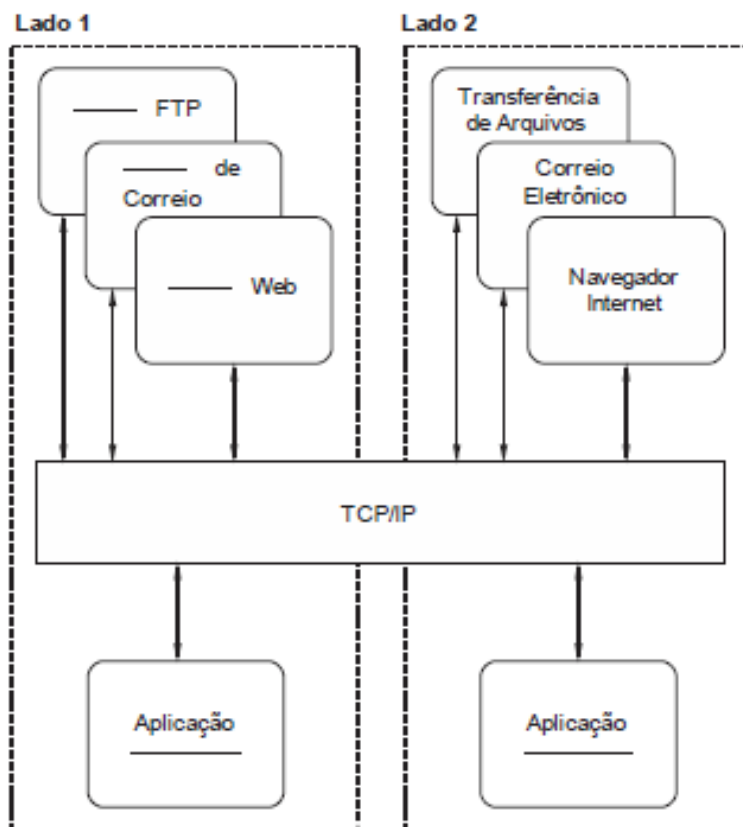 Lado 1
Lado 2
FTP
de
Correio
Web
Transferência
de Arquivos
Correio
Eletrônico
Navegador
Internet
TCP/IP
Aplicação
Aplicação